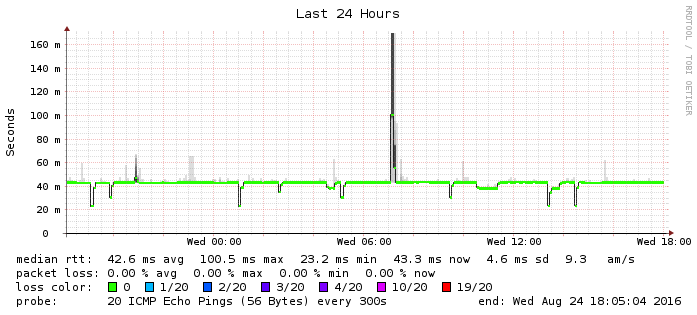 Last 24 Hours
RRDTOOL / TOBI OETIKER
Seconds
160 m
140 m
120 m
100 m
80 m
60 m
40 m
20 m
0
Wed 00:00 Wed 06:00 Wed 12:00 Wed 18:00
median rtt: 42.6 ms avg 100.5 ms max 23.2 ms min 43.3 ms now 4.6 ms sd 9.3 am/s
packet loss: 0.00 % avg 0.00 % max 0.00 % min 0.00 % now
loss color: 0 1/20 2/20 3/20 4/20 10/20 19/20
probe: 20 ICMP Echo Pings (56 Bytes) every 300s end: Wed Aug 24 18:05:04 2016